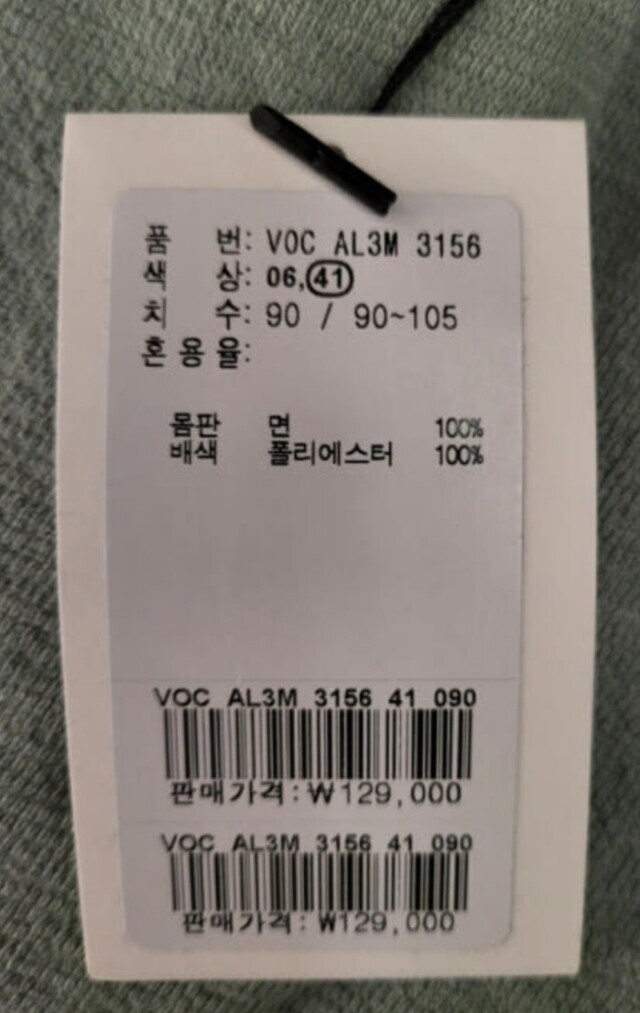 품 번: VOC AL3M 3156
색 상: 06,41
치 수: 90 / 90~105
혼용율:
몸판 면 100%
배색 폴리에스터 100%
VOC AL3M 3156 41 090
판매가격:₩129,000
VOC AL3M 3156 41 090
판매가격:₩129,000